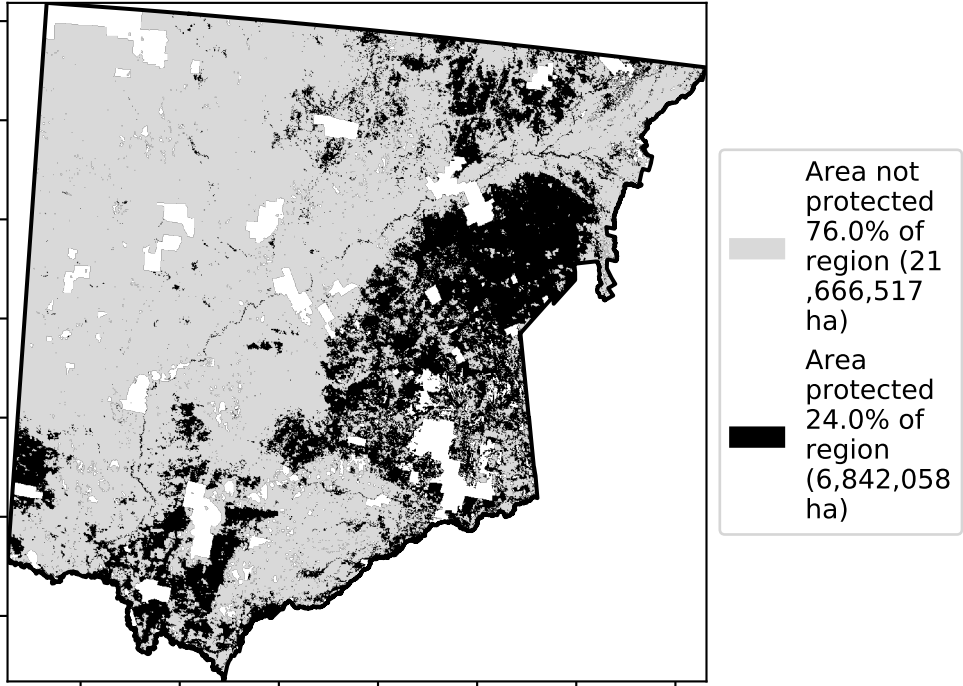 Area not
protected
76.0% of
region (21
,666,517
ha)
Area
protected
24.0% of
region
(6,842,058
ha)